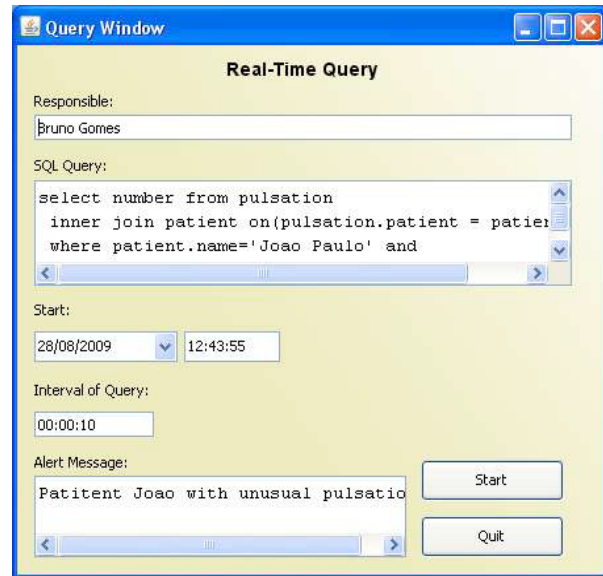 Query Window
Real-Time Query
Responsible:
Bruno Gomes
SQL Query:
select number from pulsation
inner join patient on(pulsation.patient = patien
where patient.name='Joao Paulo' and
Start:
28/08/2009 12:43:55
Interval of Query:
00:00:10
Alert Message:
Patitent Joao with unusual pulsatio
Start
Quit